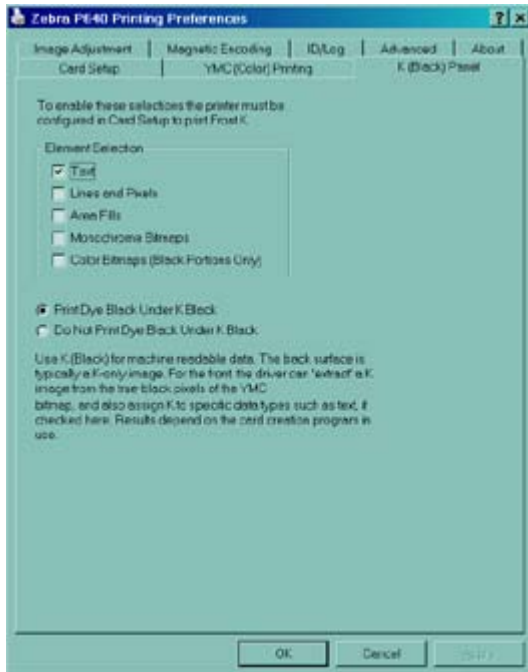 Zebra P640 Printing Preferences
Image Adjustment | Magnetic Encoding | ID/Log | Advanced | About
Card Setup | YMC(Color) Printing | K (Black) Panel
To enable these selections the printer must be
configured in Card Setup to print Front K.
Element Selection
Text
Lines and Pixels
Area Fills
Monochrome Bitmaps
Color Bitmaps (Black Portions Only)
Print Dye Black Under K Black
Do Not Print Dye Black Under K Black
Use K (Black) for machine readable data. The back surface is
typically a K-only image. For the front the driver can 'extract' a K
image from the true black pixels of the YMC
bitmap, and also assign K to specific data types such as text, if
checked here. Results depend on the card creation program in
use.
OK Cancel Apply